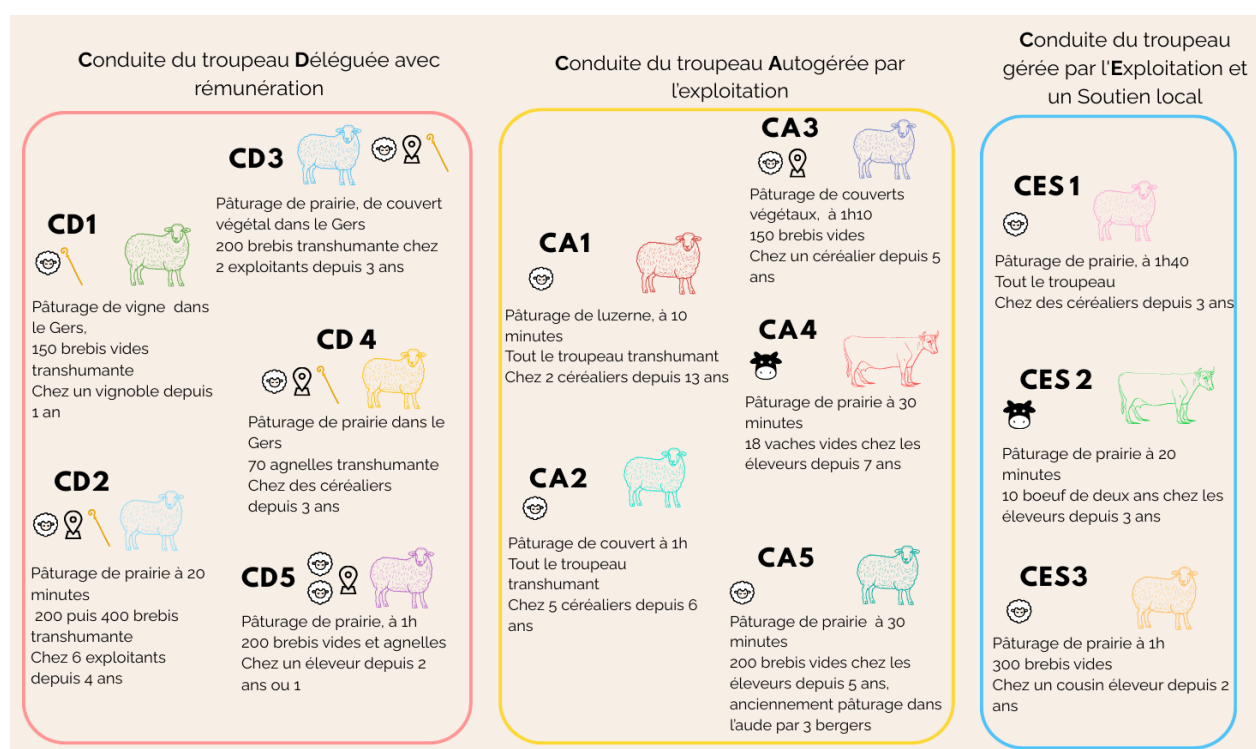 Conduite du troupeau Déléguée avec
rémunération
CD1
Pâturage de vigne dans
le Gers,
150 brebis vides
transhumante
Chez un vignoble depuis
1 an
CD2
Pâturage de prairie à 20
minutes
200 puis 400 brebis
transhumante
Chez 6 exploitants
depuis 4 ans
CD3
Pâturage de prairie, de couvert
végétal dans le Gers
200 brebis transhumante chez
2 exploitants depuis 3 ans
CD 4
Pâturage de prairie dans le
Gers
70 agnelles transhumante
Chez des céréaliers
depuis 3 ans
CD5
Pâturage de prairie, à 1h
200 brebis vides et agnelles
Chez un éleveur depuis 2
ans ou 1
Conduite du troupeau Autogérée par
l'exploitation
CA1
Pâturage de luzerne, à 10
minutes
Tout le troupeau transhumant
Chez 2 céréaliers depuis 13 ans
CA2
Pâturage de couvert à 1h
Tout le troupeau
transhumant
Chez 5 céréaliers depuis 6
ans
CA3
Pâturage de couverts
végétaux, à 1h10
150 brebis vides
Chez un céréalier depuis 5
ans
CA4
Pâturage de prairie à 30
minutes
18 vaches vides chez les
éleveurs depuis 7 ans
CA5
Pâturage de prairie à 30
minutes
200 brebis vides chez les
éleveurs depuis 5 ans,
anciennement pâturage dans
l'aude par 3 bergers
Conduite du troupeau
gérée par l'Exploitation et
un Soutien local
CES 1
Pâturage de prairie, à 1h40
Tout le troupeau
Chez des céréaliers depuis 3 ans
CES 2
Pâturage de prairie à 20
minutes
10 boeuf de deux ans chez les
éleveurs depuis 3 ans
CES3
Pâturage de prairie à 1h
300 brebis vides
Chez un cousin éleveur depuis 2
ans